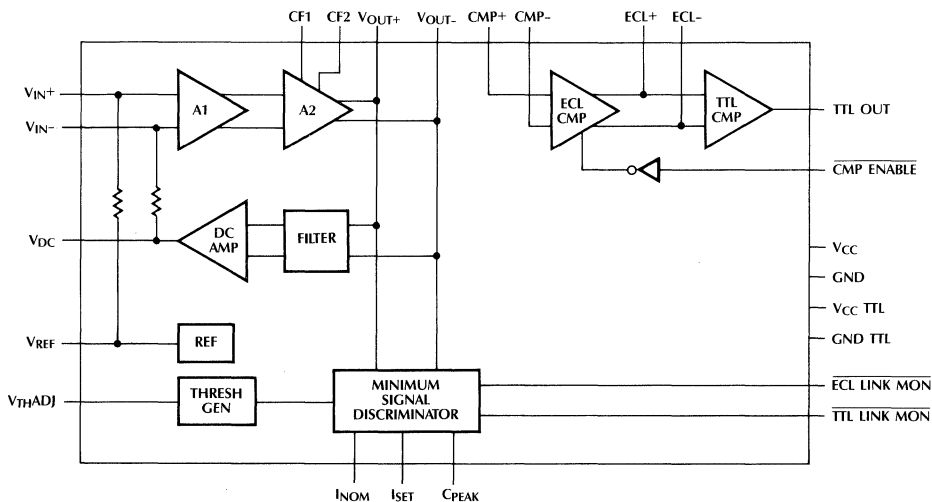 CF1 CF2 VOUT+ VOUT– CMP+ CMP– ECL+ ECL–
VIN+
A1
A2
ECL
CMP
TTL
CMP
TTL OUT
VIN–
CMP ENABLE
VDC
DC
AMP
FILTER
VCC
GND
VCC TTL
GND TTL
VREF
REF
VTHADJ
THRESH
GEN
MINIMUM
SIGNAL
DISCRIMINATOR
ECL LINK MON
TTL LINK MON
INOM ISET CPEAK